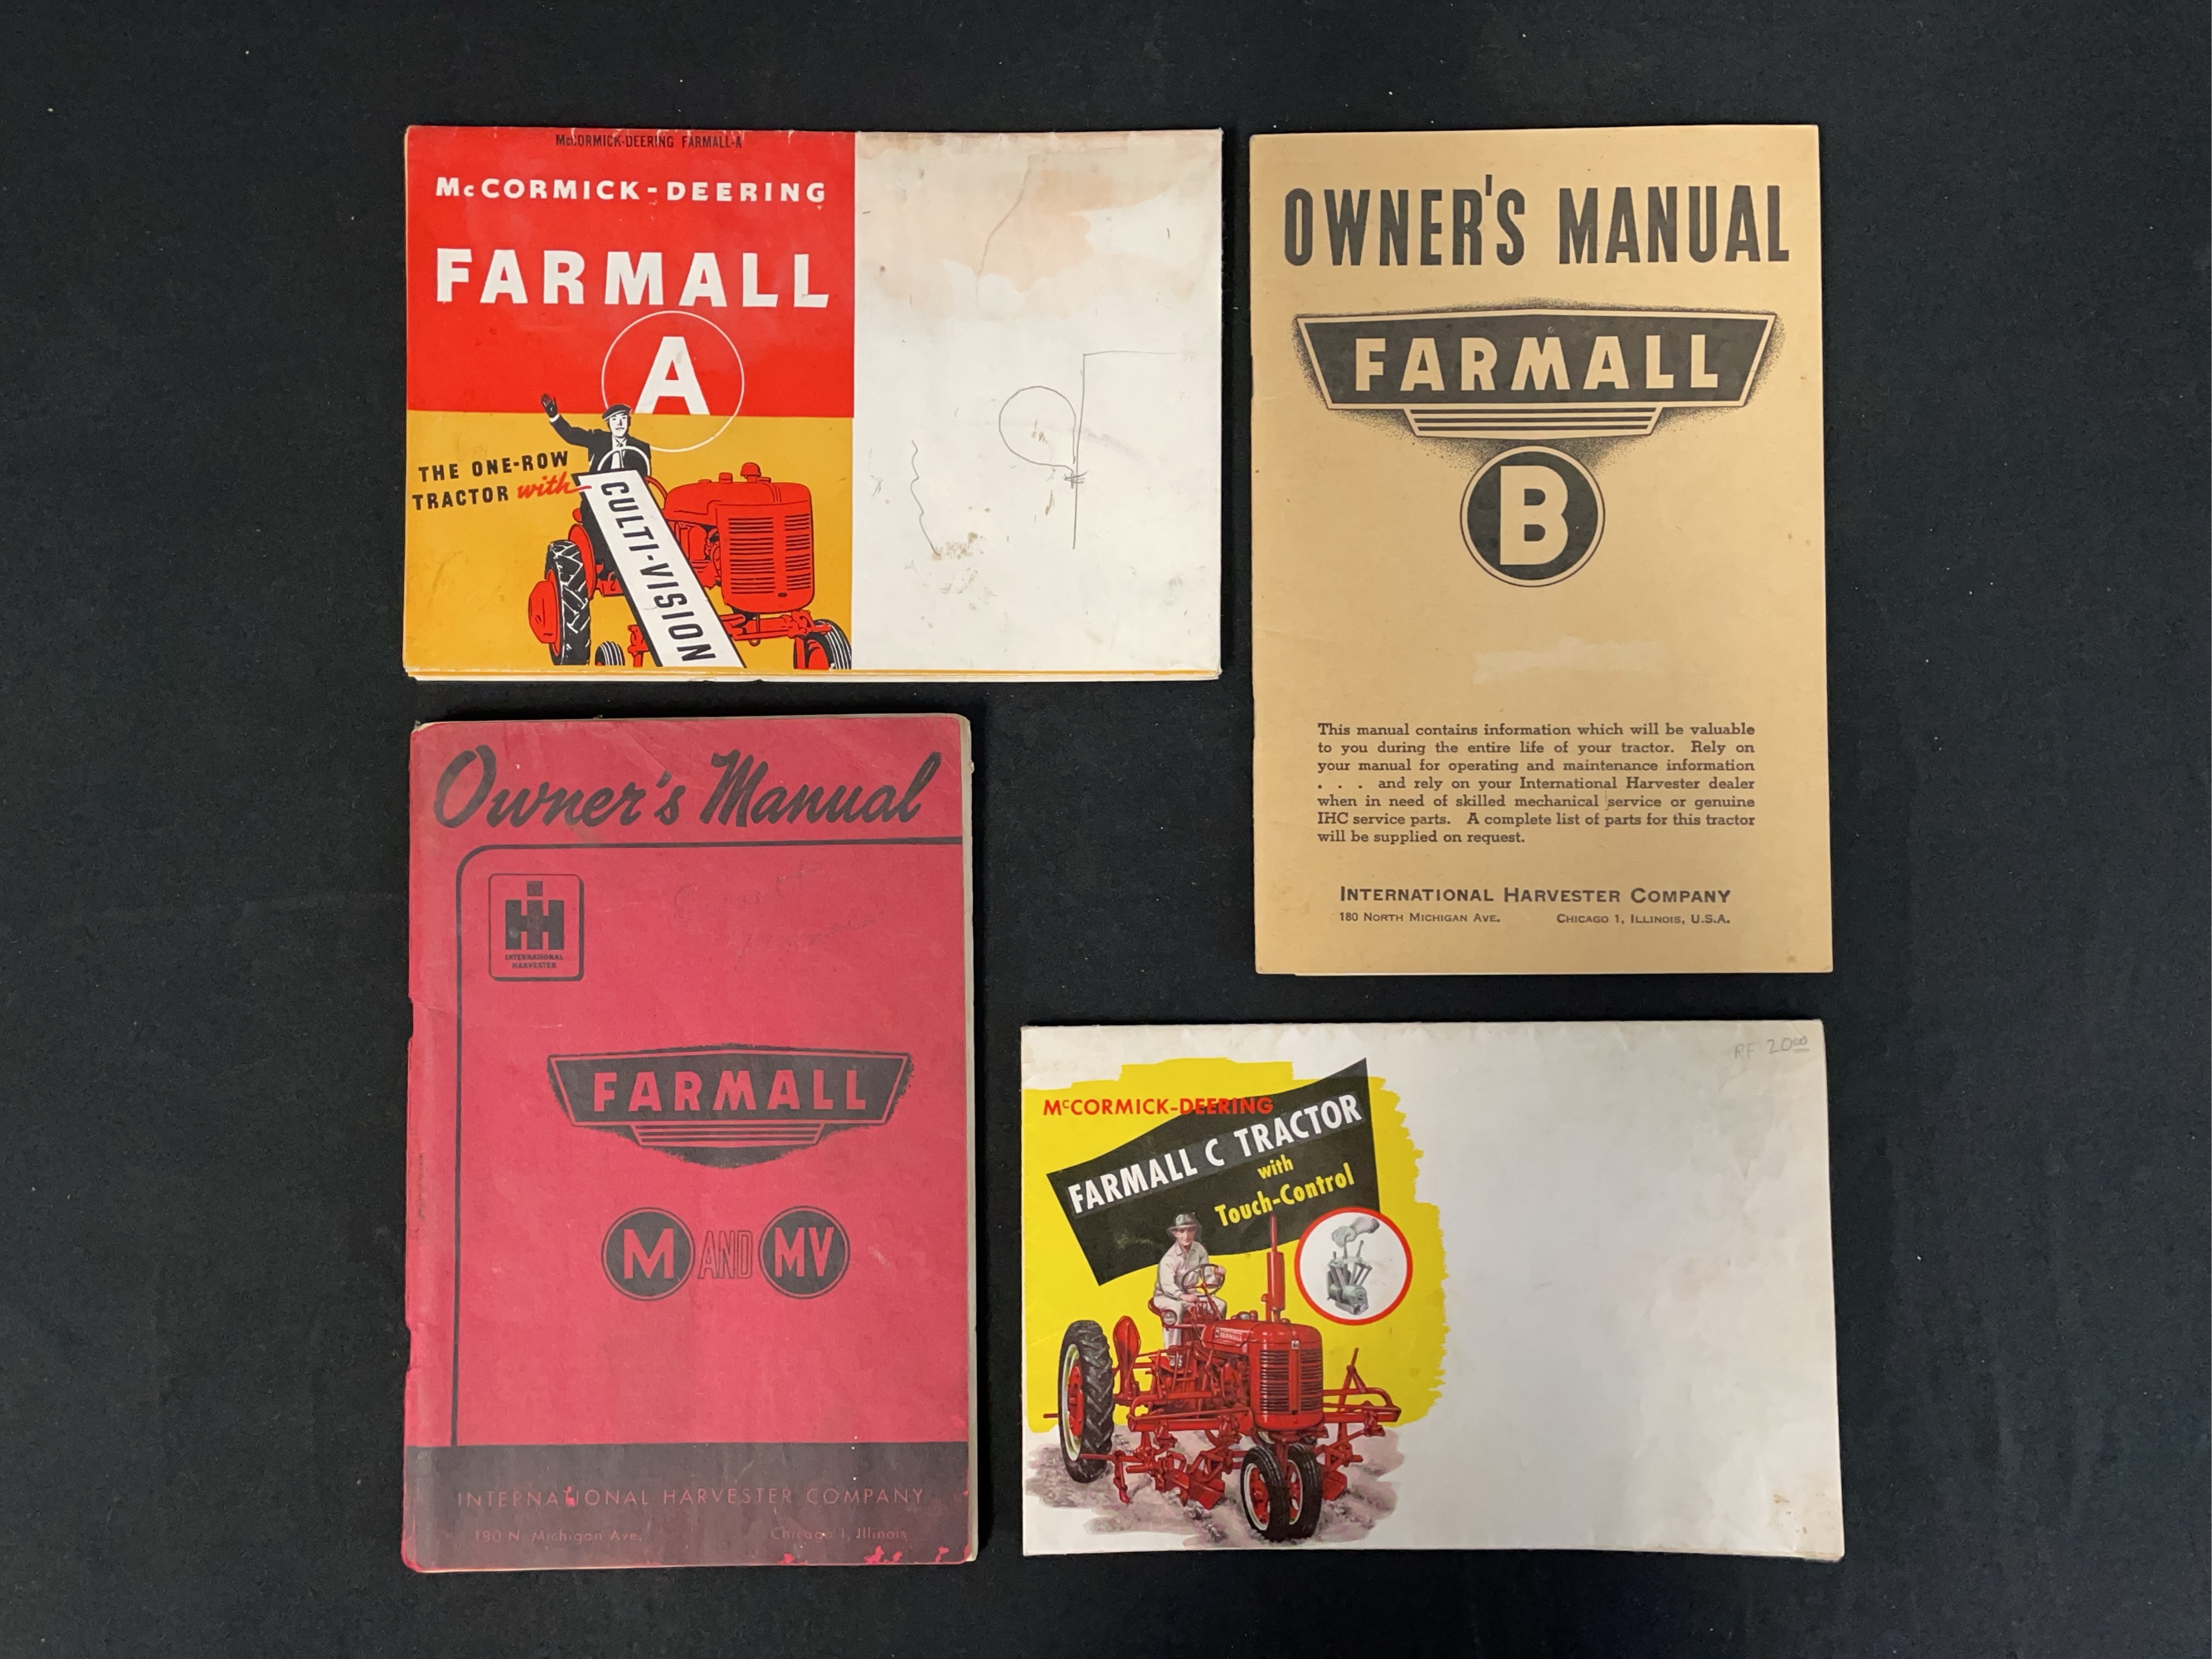 McCORMICK-DEERING FARMALL-A
McCORMICK-DEERING
FARMALL
A
THE ONE-ROW
TRACTOR with
CULTI-VISION
OWNER'S MANUAL
FARMALL
B
This manual contains information which will be valuable
to you during the entire life of your tractor. Rely on
your manual for operating and maintenance information
. . . and rely on your International Harvester dealer
when in need of skilled mechanical service or genuine
IHC service parts. A complete list of parts for this tractor
will be supplied on request.
INTERNATIONAL HARVESTER COMPANY
180 NORTH MICHIGAN AVE. CHICAGO 1, ILLINOIS, U.S.A.
Owner's Manual
IH
INTERNATIONAL
HARVESTER
FARMALL
M AND MV
INTERNATIONAL HARVESTER COMPANY
180 N. Michigan Ave. Chicago 1, Illinois
RF 20.00
McCORMICK-DEERING
FARMALL C TRACTOR
with
Touch-Control
FARMALL